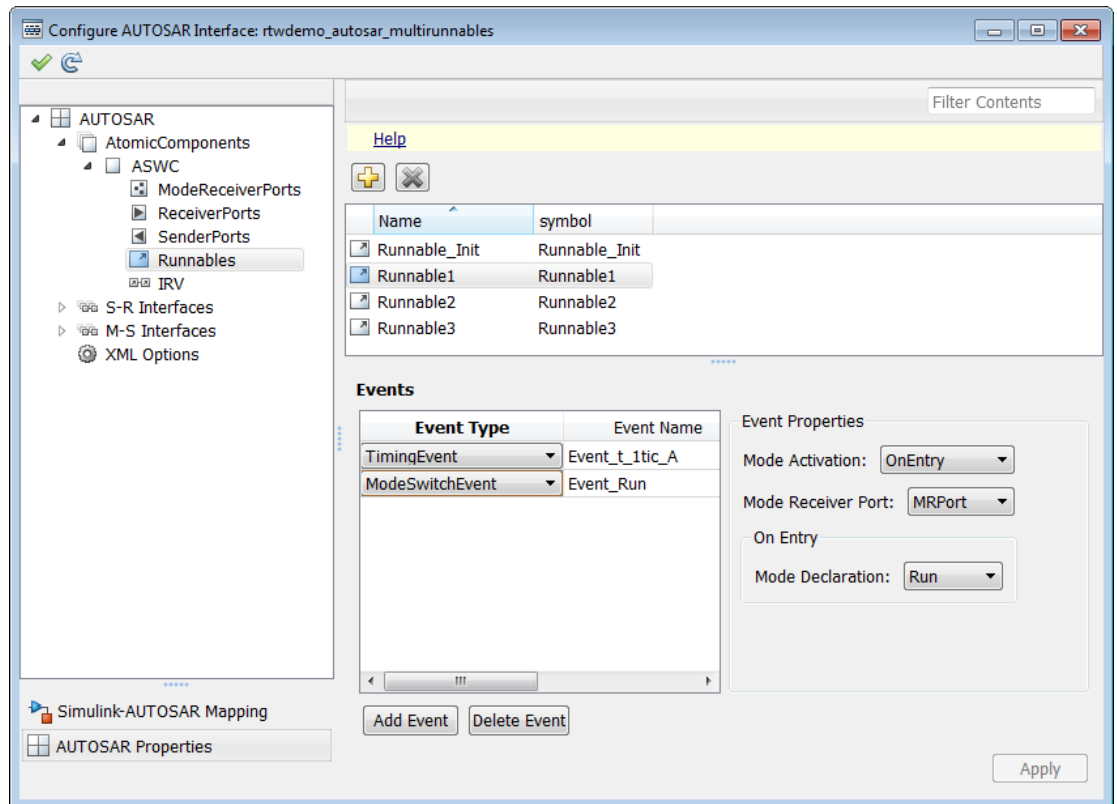 Configure AUTOSAR Interface: rtwdemo_autosar_multirunnables
Filter Contents
AUTOSAR
AtomicComponents
ASWC
ModeReceiverPorts
ReceiverPorts
SenderPorts
Runnables
IRV
S-R Interfaces
M-S Interfaces
XML Options
Simulink-AUTOSAR Mapping
AUTOSAR Properties
Help
Name symbol
Runnable_Init Runnable_Init
Runnable1 Runnable1
Runnable2 Runnable2
Runnable3 Runnable3
Events
Event Type Event Name
TimingEvent Event_t_1tic_A
ModeSwitchEvent Event_Run
Add Event Delete Event
Event Properties
Mode Activation: OnEntry
Mode Receiver Port: MRPort
On Entry
Mode Declaration: Run
Apply